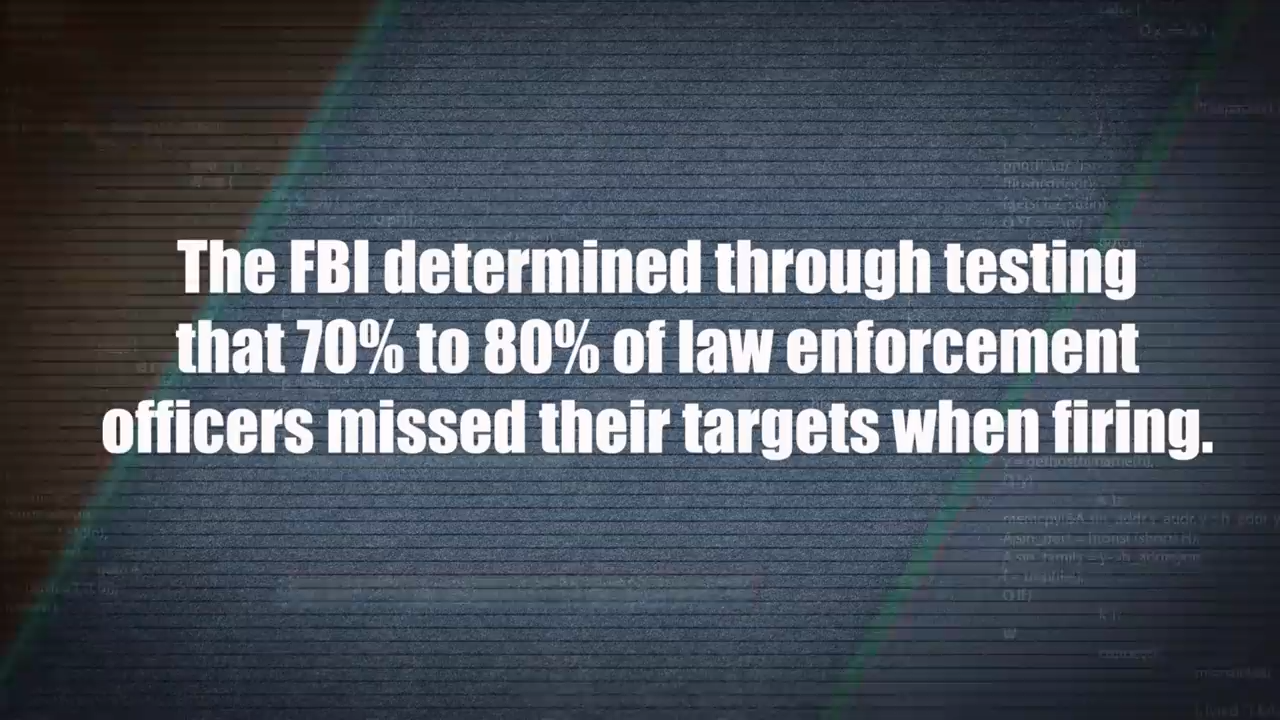 The FBI determined through testing
that 70% to 80% of law enforcement
officers missed their targets when firing.